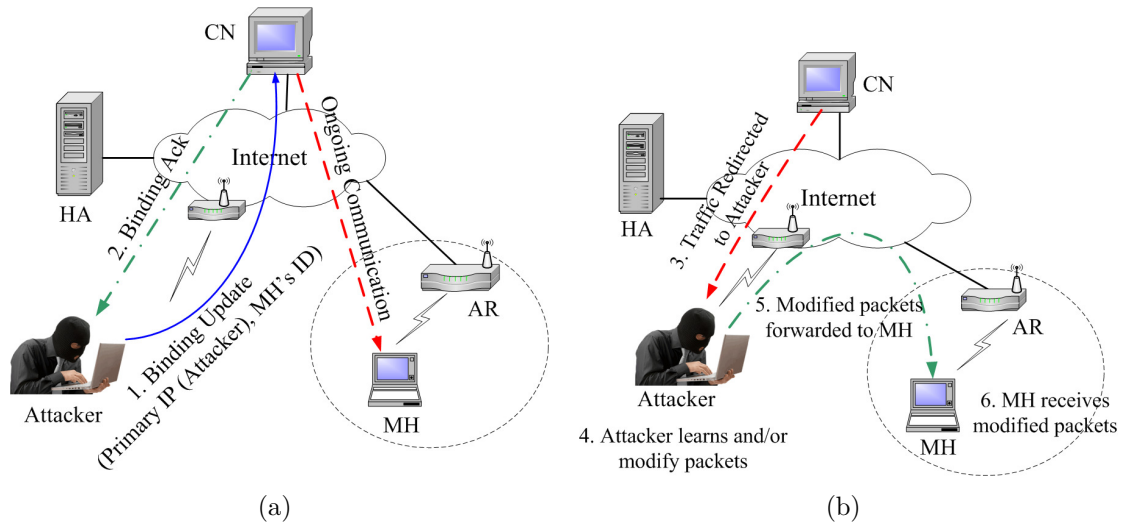 CN
HA
Internet
2. Binding Ack
Ongoing Communication
1. Binding Update
(Primary IP (Attacker), MH's ID)
AR
MH
Attacker
(a)
CN
HA
Internet
3. Traffic Redirected
to Attacker
5. Modified packets
forwarded to MH
AR
Attacker
MH
4. Attacker learns and/or
modify packets
6. MH receives
modified packets
(b)